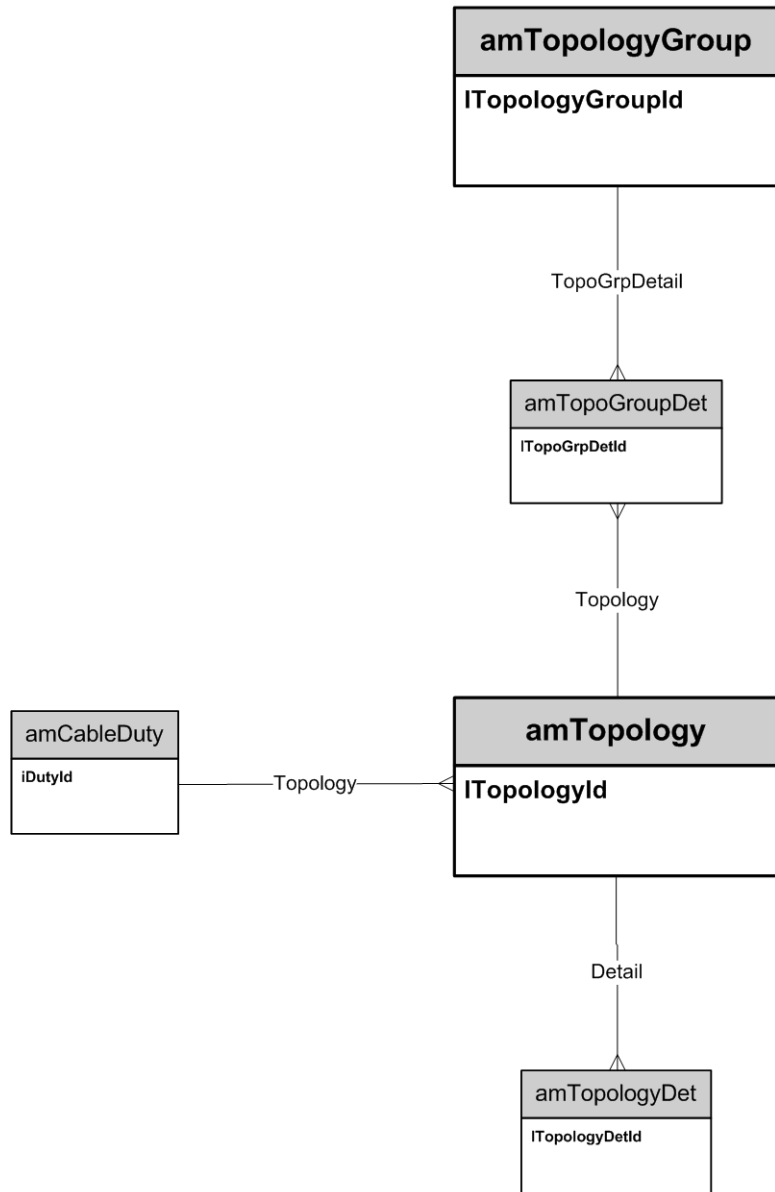 amTopologyGroup
lTopologyGroupId
TopoGrpDetail
amTopoGroupDet
lTopoGrpDetId
Topology
amCableDuty
iDutyId
Topology
amTopology
lTopologyId
Detail
amTopologyDet
lTopologyDetId